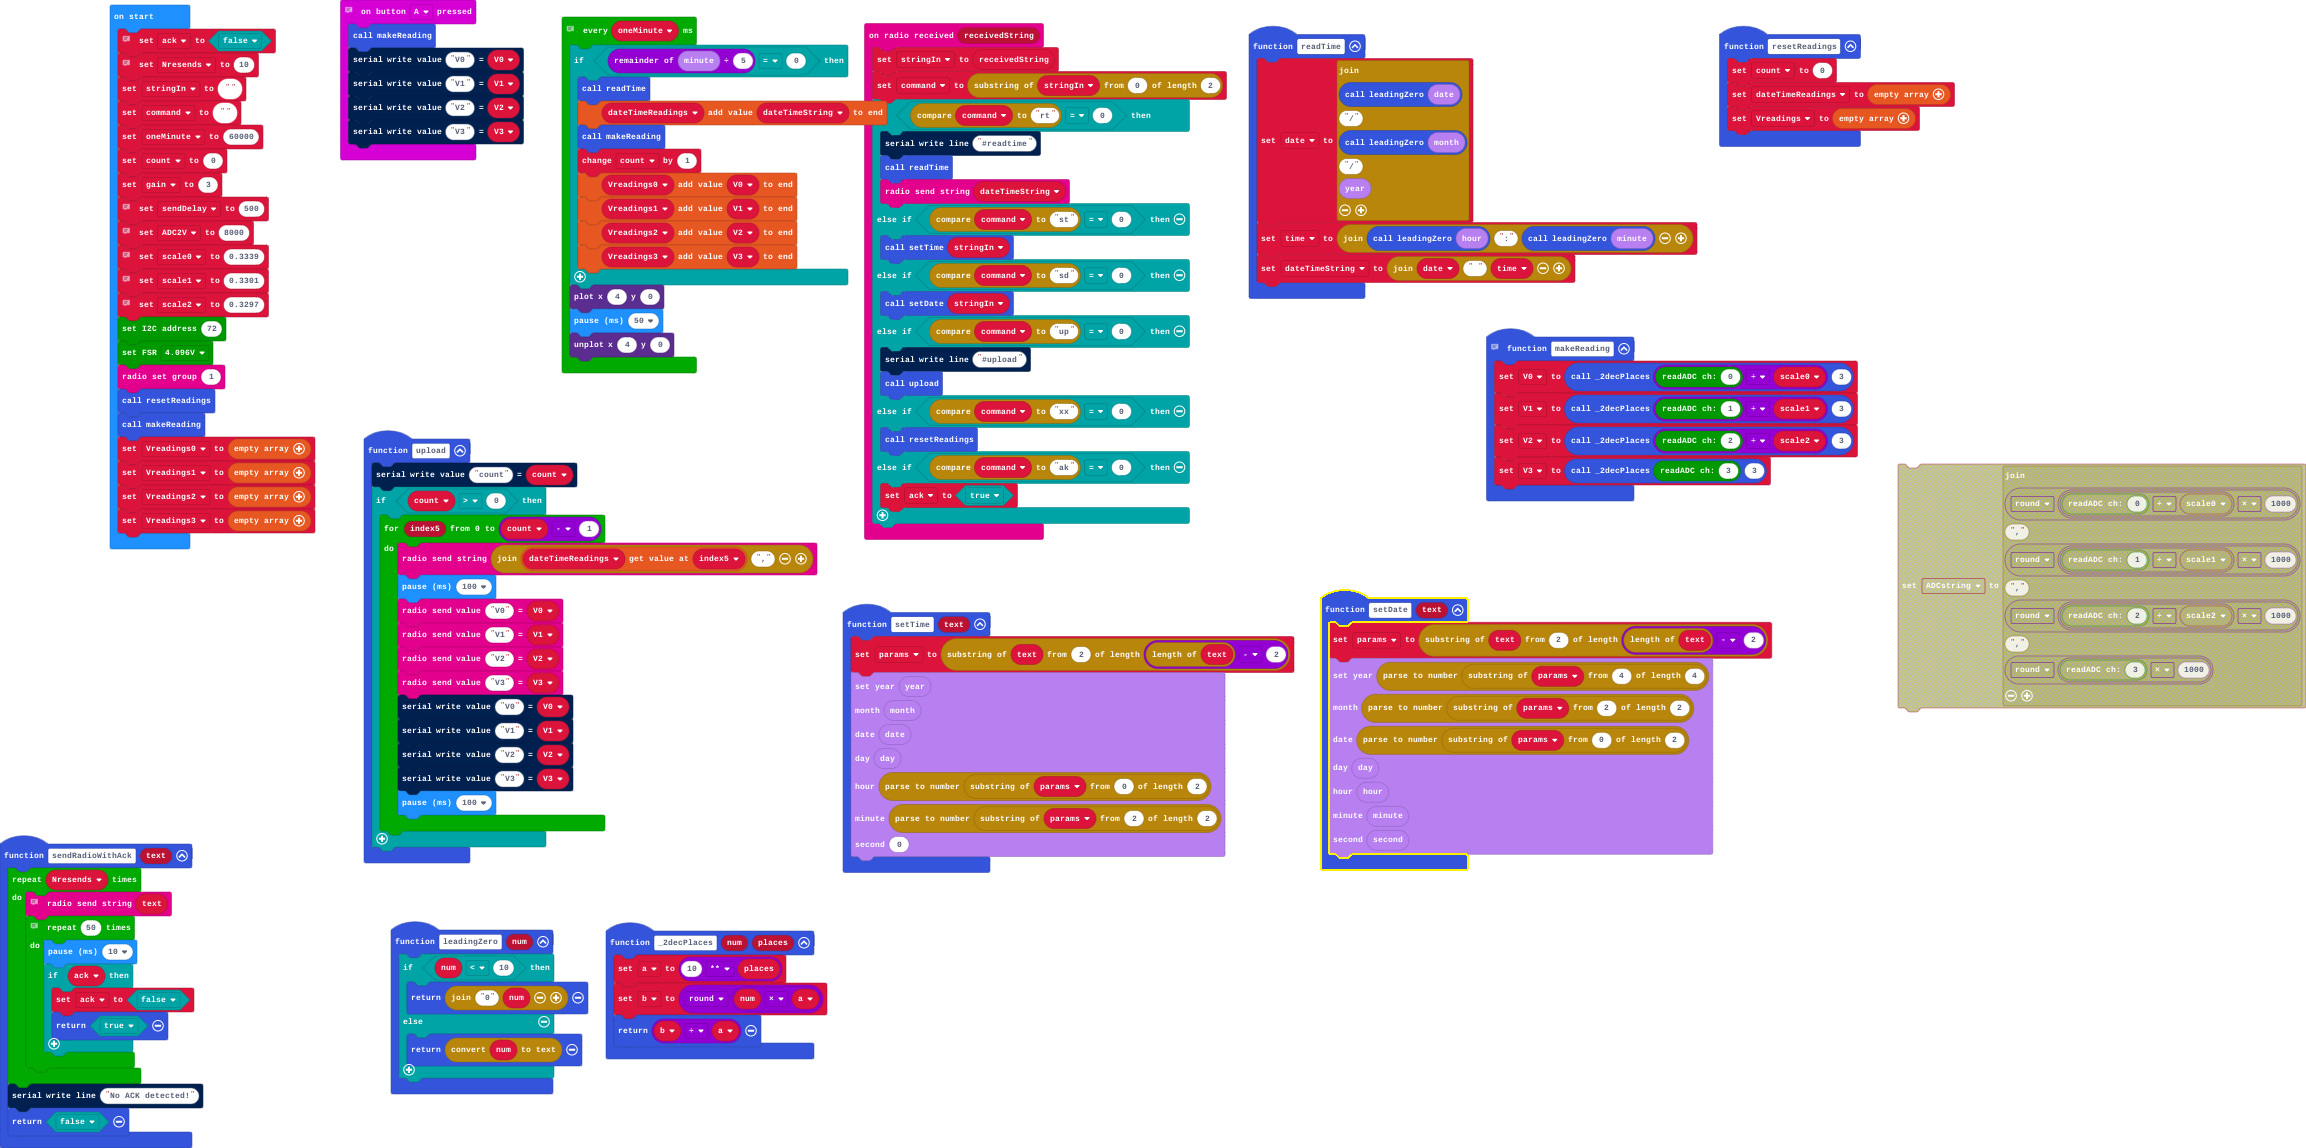 on start
set ack to false
set Nresends to 10
set stringIn to " "
set command to " "
set oneMinute to 60000
set count to 0
set gain to 3
set sendDelay to 500
set ADC2V to 8000
set scale0 to 0.3339
set scale1 to 0.3301
set scale2 to 0.3297
set I2C address 72
set FSR 4.096V
radio set group 1
call resetReadings
call makeReading
set Vreadings0 to empty array
set Vreadings1 to empty array
set Vreadings2 to empty array
set Vreadings3 to empty array
on button A pressed
call makeReading
serial write value "V0" = V0
serial write value "V1" = V1
serial write value "V2" = V2
serial write value "V3" = V3
every oneMinute ms
if remainder of minute ÷ 5 = 0 then
call readTime
dateTimeReadings add value dateTimeString to end
call makeReading
change count by 1
Vreadings0 add value V0 to end
Vreadings1 add value V1 to end
Vreadings2 add value V2 to end
Vreadings3 add value V3 to end
plot x 4 y 0
pause (ms) 50
unplot x 4 y 0
on radio received receivedString
set stringIn to receivedString
set command to substring of stringIn from 0 of length 2
compare command to "rt" = 0 then
serial write line "#readtime"
call readTime
radio send string dateTimeString
else if compare command to "st" = 0 then
call setTime stringIn
else if compare command to "sd" = 0 then
call setDate stringIn
else if compare command to "up" = 0 then
serial write line "#upload"
call upload
else if compare command to "xx" = 0 then
call resetReadings
else if compare command to "ak" = 0 then
set ack to true
function readTime
set date to join
call leadingZero date
"/"
call leadingZero month
"/"
year
set time to join call leadingZero hour ":" call leadingZero minute
set dateTimeString to join date " " time
function resetReadings
set count to 0
set dateTimeReadings to empty array
set Vreadings to empty array
function makeReading
set V0 to call _2decPlaces readADC ch: 0 ÷ scale0 3
set V1 to call _2decPlaces readADC ch: 1 ÷ scale1 3
set V2 to call _2decPlaces readADC ch: 2 ÷ scale2 3
set V3 to call _2decPlaces readADC ch: 3 3
function upload
serial write value "count" = count
if count > 0 then
for index5 from 0 to count - 1
do
radio send string join dateTimeReadings get value at index5 ","
pause (ms) 100
radio send value "V0" = V0
radio send value "V1" = V1
radio send value "V2" = V2
radio send value "V3" = V3
serial write value "V0" = V0
serial write value "V1" = V1
serial write value "V2" = V2
serial write value "V3" = V3
pause (ms) 100
set ADCstring to join
round readADC ch: 0 ÷ scale0 × 1000
","
round readADC ch: 1 ÷ scale1 × 1000
","
round readADC ch: 2 ÷ scale2 × 1000
","
round readADC ch: 3 × 1000
function setTime text
set params to substring of text from 2 of length length of text - 2
set year year
month month
date date
day day
hour parse to number substring of params from 0 of length 2
minute parse to number substring of params from 2 of length 2
second 0
function setDate text
set params to substring of text from 2 of length length of text - 2
set year parse to number substring of params from 4 of length 4
month parse to number substring of params from 2 of length 2
date parse to number substring of params from 0 of length 2
day day
hour hour
minute minute
second second
function sendRadioWithAck text
repeat Nresends times
do
radio send string text
repeat 50 times
do
pause (ms) 10
if ack then
set ack to false
return true
serial write line "No ACK detected!"
return false
function leadingZero num
if num < 10 then
return join "0" num
else
return convert num to text
function _2decPlaces num places
set a to 10 ** places
set b to round num × a
return b ÷ a